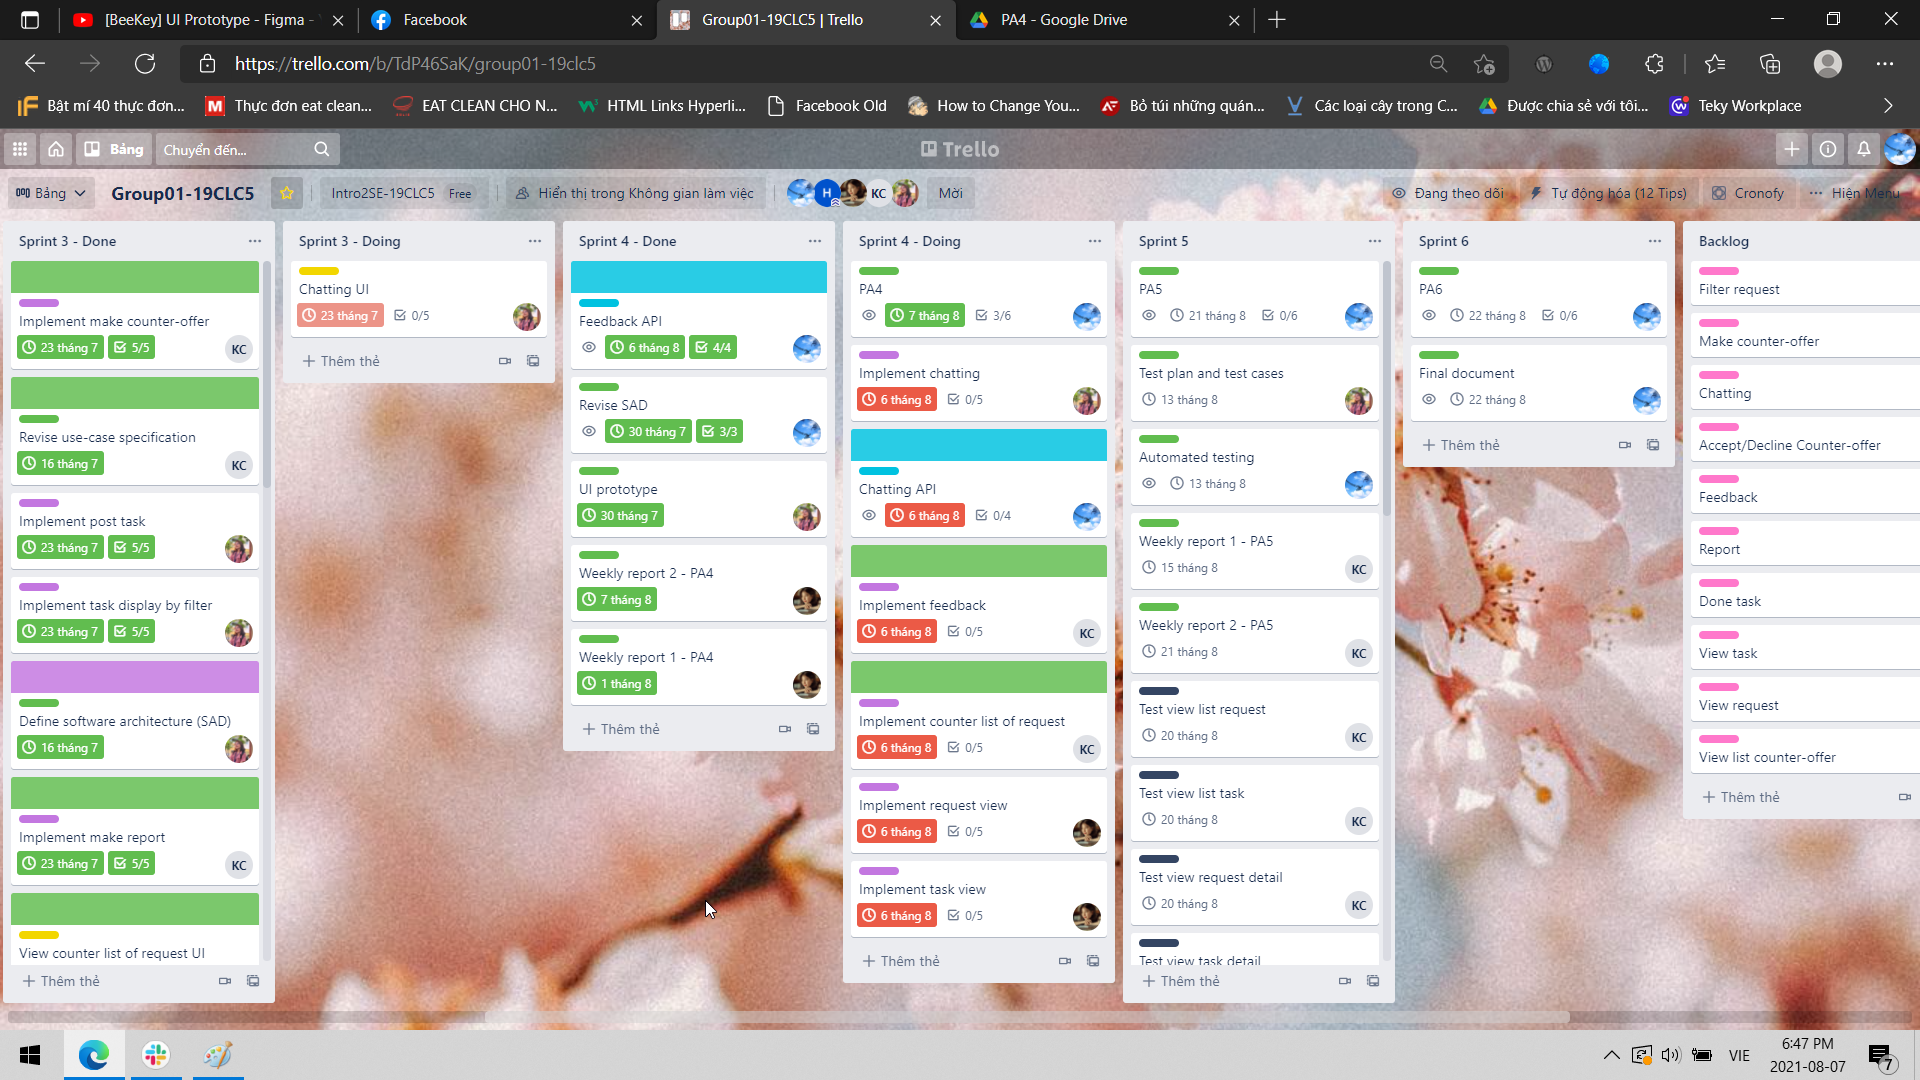 [BeeKey] UI Prototype - Figma -
Facebook
Group01-19CLC5 | Trello
PA4 - Google Drive
https://trello.com/b/TdP46SaK/group01-19clc5
Bật mí 40 thực đơn...
Thực đơn eat clean...
EAT CLEAN CHO N...
HTML Links Hyperli...
Facebook Old
How to Change You...
Bỏ túi những quán...
Các loại cây trong C...
Được chia sẻ với tôi...
Teky Workplace
Bảng
Chuyển đến...
Trello
Bảng
Group01-19CLC5
Intro2SE-19CLC5 Free
Hiển thị trong Không gian làm việc
H
KC
Mời
Đang theo dõi
Tự động hóa (12 Tips)
Cronofy
Hiện Menu
Sprint 3 - Done
Implement make counter-offer
23 tháng 7 5/5 KC
Revise use-case specification
16 tháng 7 KC
Implement post task
23 tháng 7 5/5
Implement task display by filter
23 tháng 7 5/5
Define software architecture (SAD)
16 tháng 7
Implement make report
23 tháng 7 5/5 KC
View counter list of request UI
Thêm thẻ
Sprint 3 - Doing
Chatting UI
23 tháng 7 0/5
Thêm thẻ
Sprint 4 - Done
Feedback API
6 tháng 8 4/4
Revise SAD
30 tháng 7 3/3
UI prototype
30 tháng 7
Weekly report 2 - PA4
7 tháng 8
Weekly report 1 - PA4
1 tháng 8
Thêm thẻ
Sprint 4 - Doing
PA4
7 tháng 8 3/6
Implement chatting
6 tháng 8 0/5
Chatting API
6 tháng 8 0/4
Implement feedback
6 tháng 8 0/5 KC
Implement counter list of request
6 tháng 8 0/5 KC
Implement request view
6 tháng 8 0/5
Implement task view
6 tháng 8 0/5
Thêm thẻ
Sprint 5
PA5
21 tháng 8 0/6
Test plan and test cases
13 tháng 8
Automated testing
13 tháng 8
Weekly report 1 - PA5
15 tháng 8 KC
Weekly report 2 - PA5
21 tháng 8 KC
Test view list request
20 tháng 8 KC
Test view list task
20 tháng 8 KC
Test view request detail
20 tháng 8 KC
Test view task detail
Thêm thẻ
Sprint 6
PA6
22 tháng 8 0/6
Final document
22 tháng 8
Thêm thẻ
Backlog
Filter request
Make counter-offer
Chatting
Accept/Decline Counter-offer
Feedback
Report
Done task
View task
View request
View list counter-offer
Thêm thẻ
VIE
6:47 PM
2021-08-07
7